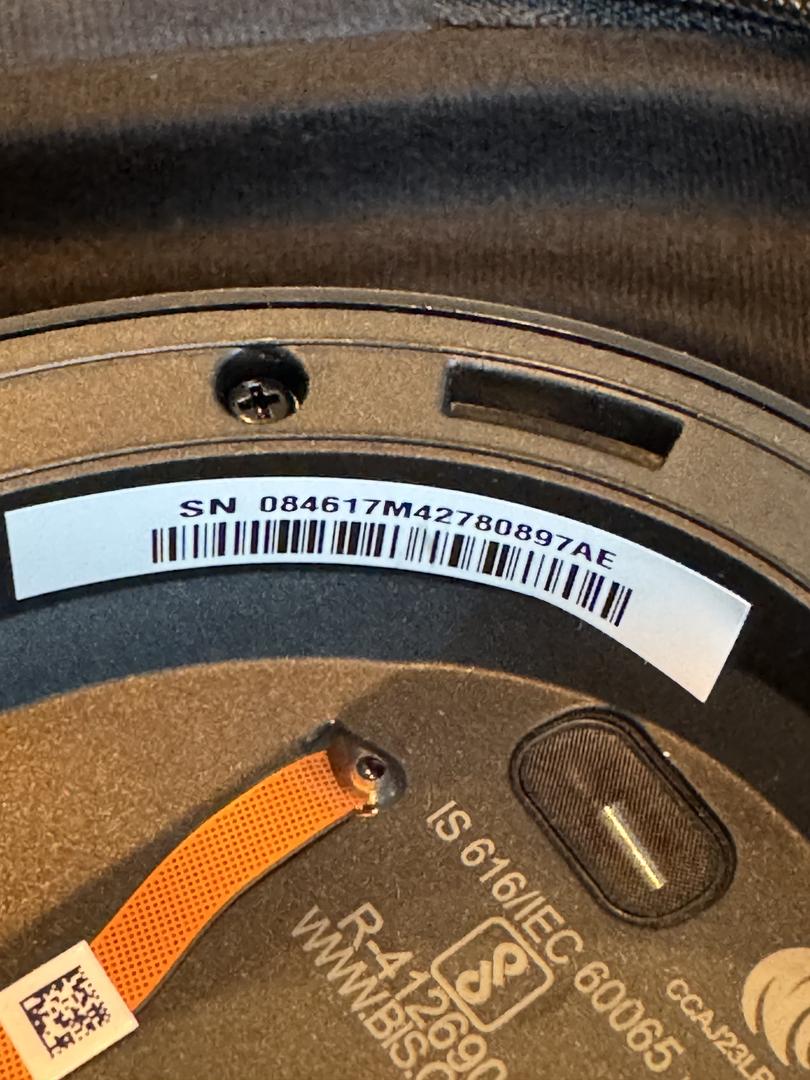 SN 084617M42780897AE
IS 616/IEC 60065
R-412690
WWW.BIS.